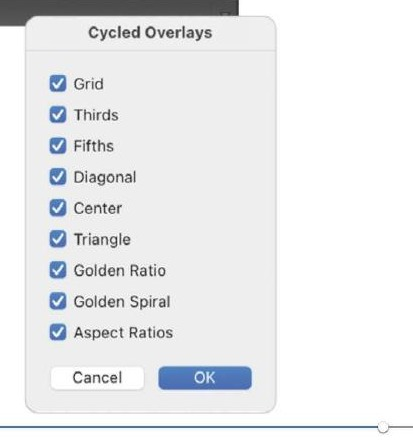 Cycled Overlays
Grid
Thirds
Fifths
Diagonal
Center
Triangle
Golden Ratio
Golden Spiral
Aspect Ratios
Cancel OK